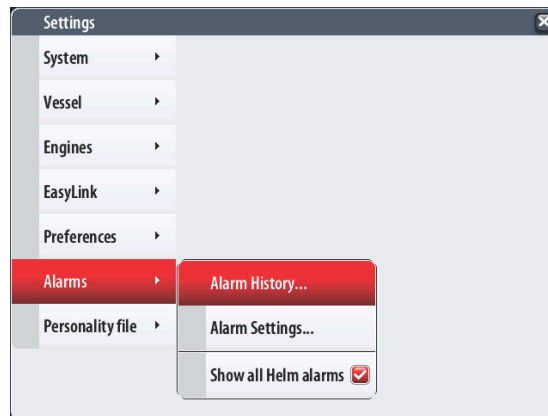 Settings
System
Vessel
Engines
EasyLink
Preferences
Alarms
Personality file
Alarm History...
Alarm Settings...
Show all Helm alarms